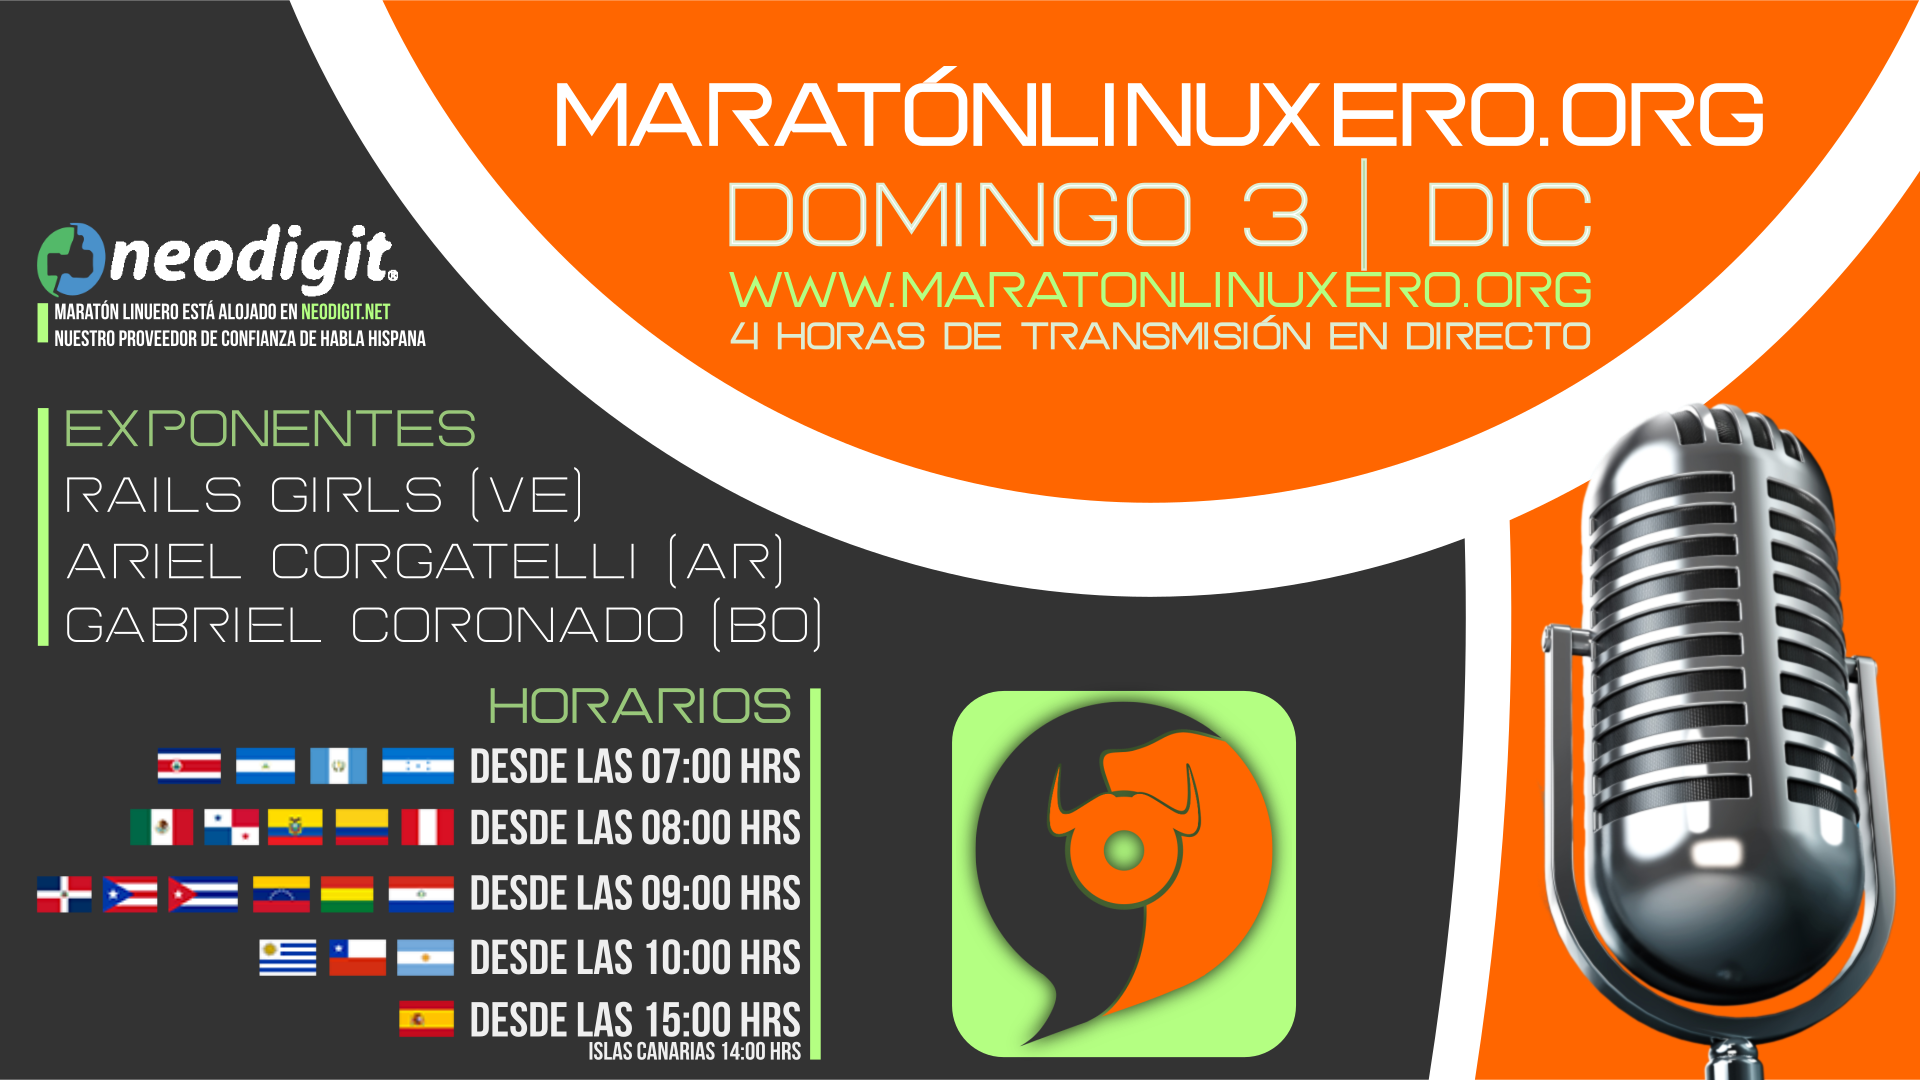 MARATÓNLINUXERO.ORG
DOMINGO 3 | DIC
WWW.MARATONLINUXERO.ORG
4 HORAS DE TRANSMISIÓN EN DIRECTO
neodigit®
MARATÓN LINUERO ESTÁ ALOJADO EN NEODIGIT.NET
NUESTRO PROVEEDOR DE CONFIANZA DE HABLA HISPANA
EXPONENTES
RAILS GIRLS (VE)
ARIEL CORGATELLI (AR)
GABRIEL CORONADO (BO)
HORARIOS
DESDE LAS 07:00 HRS
DESDE LAS 08:00 HRS
DESDE LAS 09:00 HRS
DESDE LAS 10:00 HRS
DESDE LAS 15:00 HRS
ISLAS CANARIAS 14:00 HRS